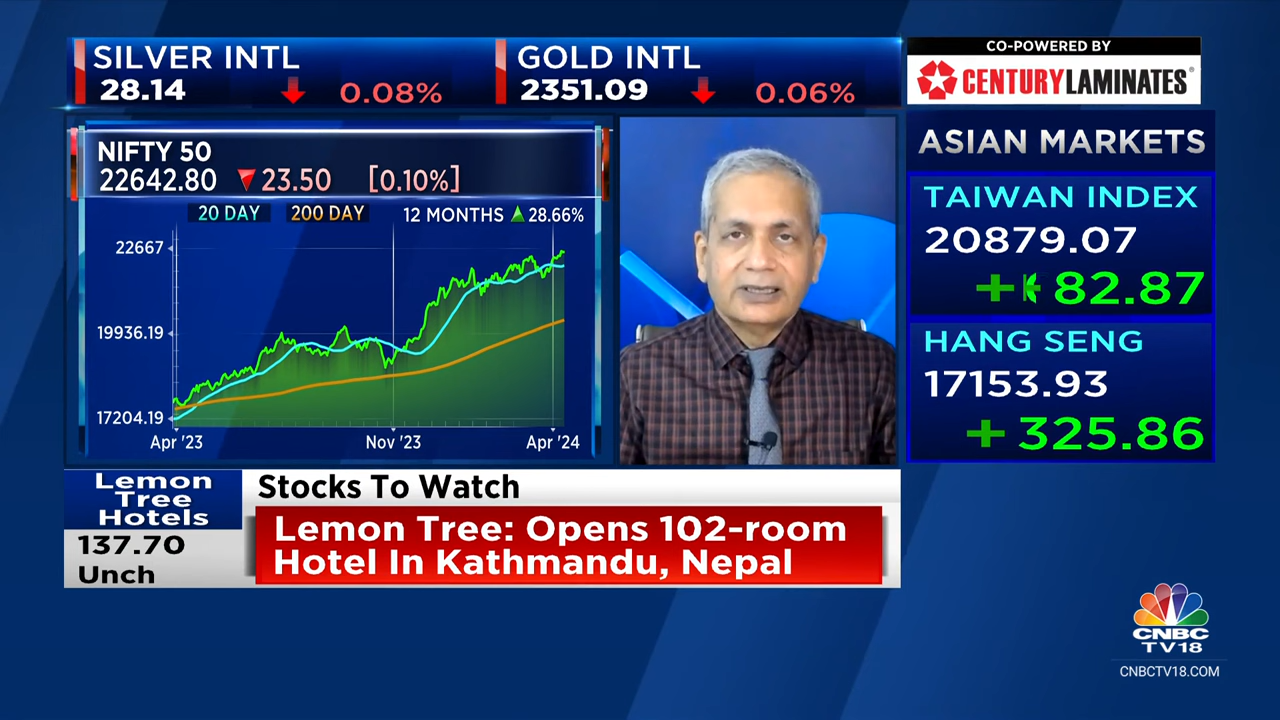 SILVER INTL
28.14 0.08%
GOLD INTL
2351.09 0.06%
CO-POWERED BY
CENTURYLAMINATES®
NIFTY 50
22642.80 23.50 [0.10%]
20 DAY 200 DAY 12 MONTHS 28.66%
22667
19936.19
17204.19
Apr '23 Nov '23 Apr '24
ASIAN MARKETS
TAIWAN INDEX
20879.07
+ 82.87
HANG SENG
17153.93
+ 325.86
Lemon
Tree
Hotels
137.70
Unch
Stocks To Watch
Lemon Tree: Opens 102-room
Hotel In Kathmandu, Nepal
CNBC
TV18
CNBCTV18.COM